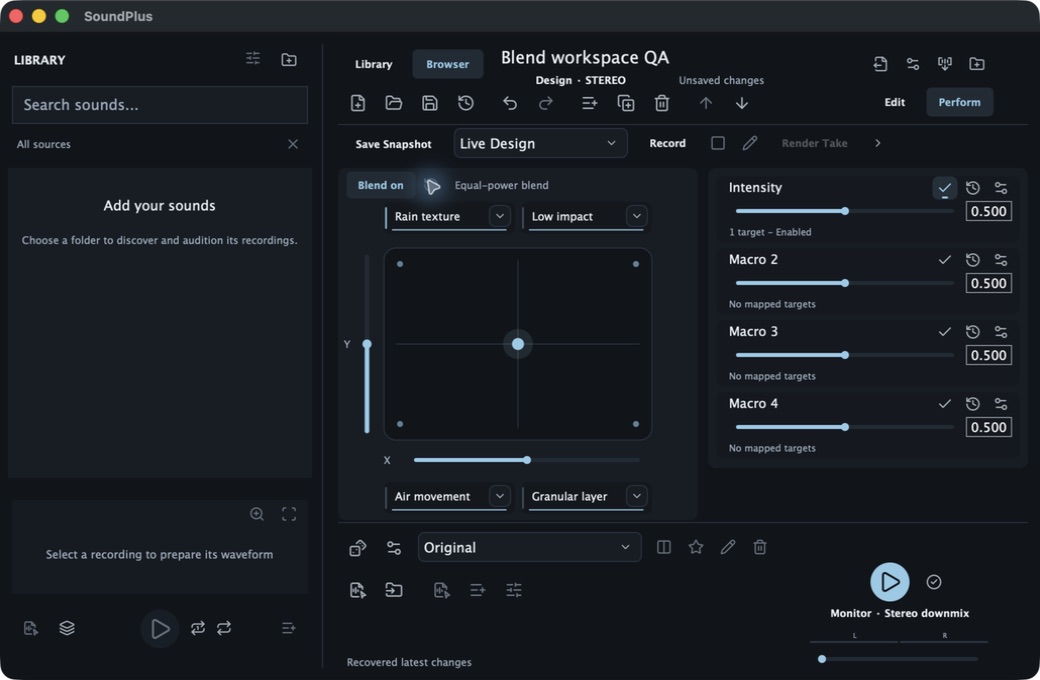 SoundPlus
LIBRARY
Search sounds...
All sources
Add your sounds
Choose a folder to discover and audition its recordings.
Select a recording to prepare its waveform
Library
Browser
Blend workspace QA
Design · STEREO
Unsaved changes
Edit
Perform
Save Snapshot
Live Design
Record
Render Take
Blend on
Equal-power blend
Rain texture
Low impact
Y
X
Air movement
Granular layer
Intensity
0.500
1 target – Enabled
Macro 2
0.500
No mapped targets
Macro 3
0.500
No mapped targets
Macro 4
0.500
No mapped targets
Original
Monitor · Stereo downmix
L R
Recovered latest changes